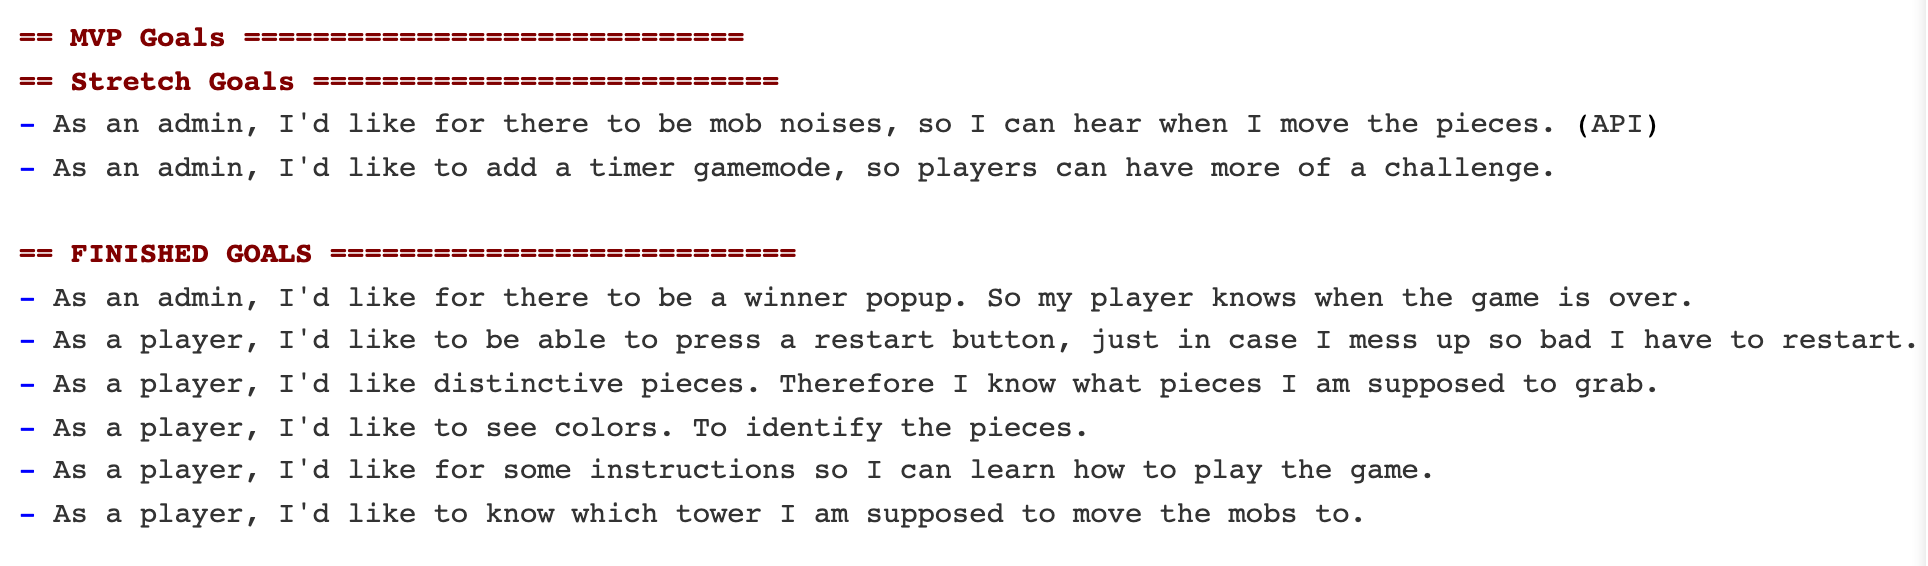 == MVP Goals =============================
== Stretch Goals ===========================
- As an admin, I'd like for there to be mob noises, so I can hear when I move the pieces. (API)
- As an admin, I'd like to add a timer gamemode, so players can have more of a challenge.
== FINISHED GOALS ===========================
- As an admin, I'd like for there to be a winner popup. So my player knows when the game is over.
- As a player, I'd like to be able to press a restart button, just in case I mess up so bad I have to restart.
- As a player, I'd like distinctive pieces. Therefore I know what pieces I am supposed to grab.
- As a player, I'd like to see colors. To identify the pieces.
- As a player, I'd like for some instructions so I can learn how to play the game.
- As a player, I'd like to know which tower I am supposed to move the mobs to.